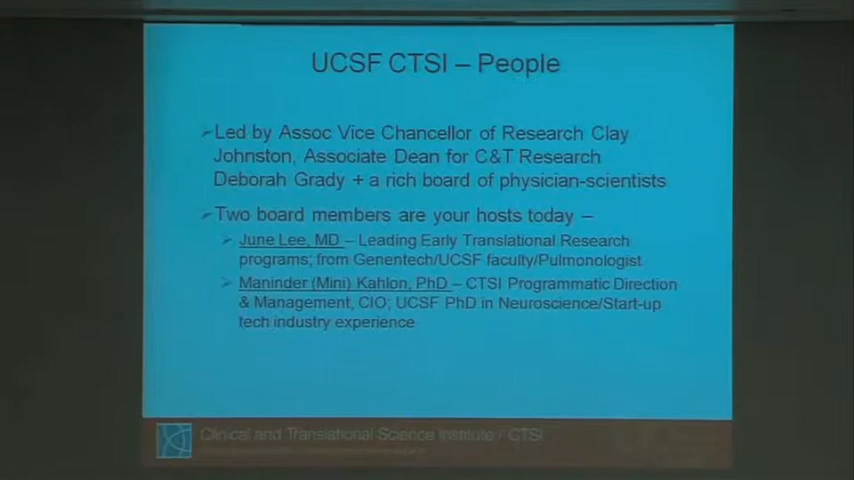 UCSF CTSI – People
Led by Assoc Vice Chancellor of Research Clay
Johnston, Associate Dean for C&T Research
Deborah Grady + a rich board of physician-scientists
Two board members are your hosts today –
June Lee, MD – Leading Early Translational Research
programs; from Genentech/UCSF faculty/Pulmonologist
Maninder (Mini) Kahlon, PhD – CTSI Programmatic Direction
& Management, CIO; UCSF PhD in Neuroscience/Start-up
tech industry experience
Clinical and Translational Science Institute / CTSI